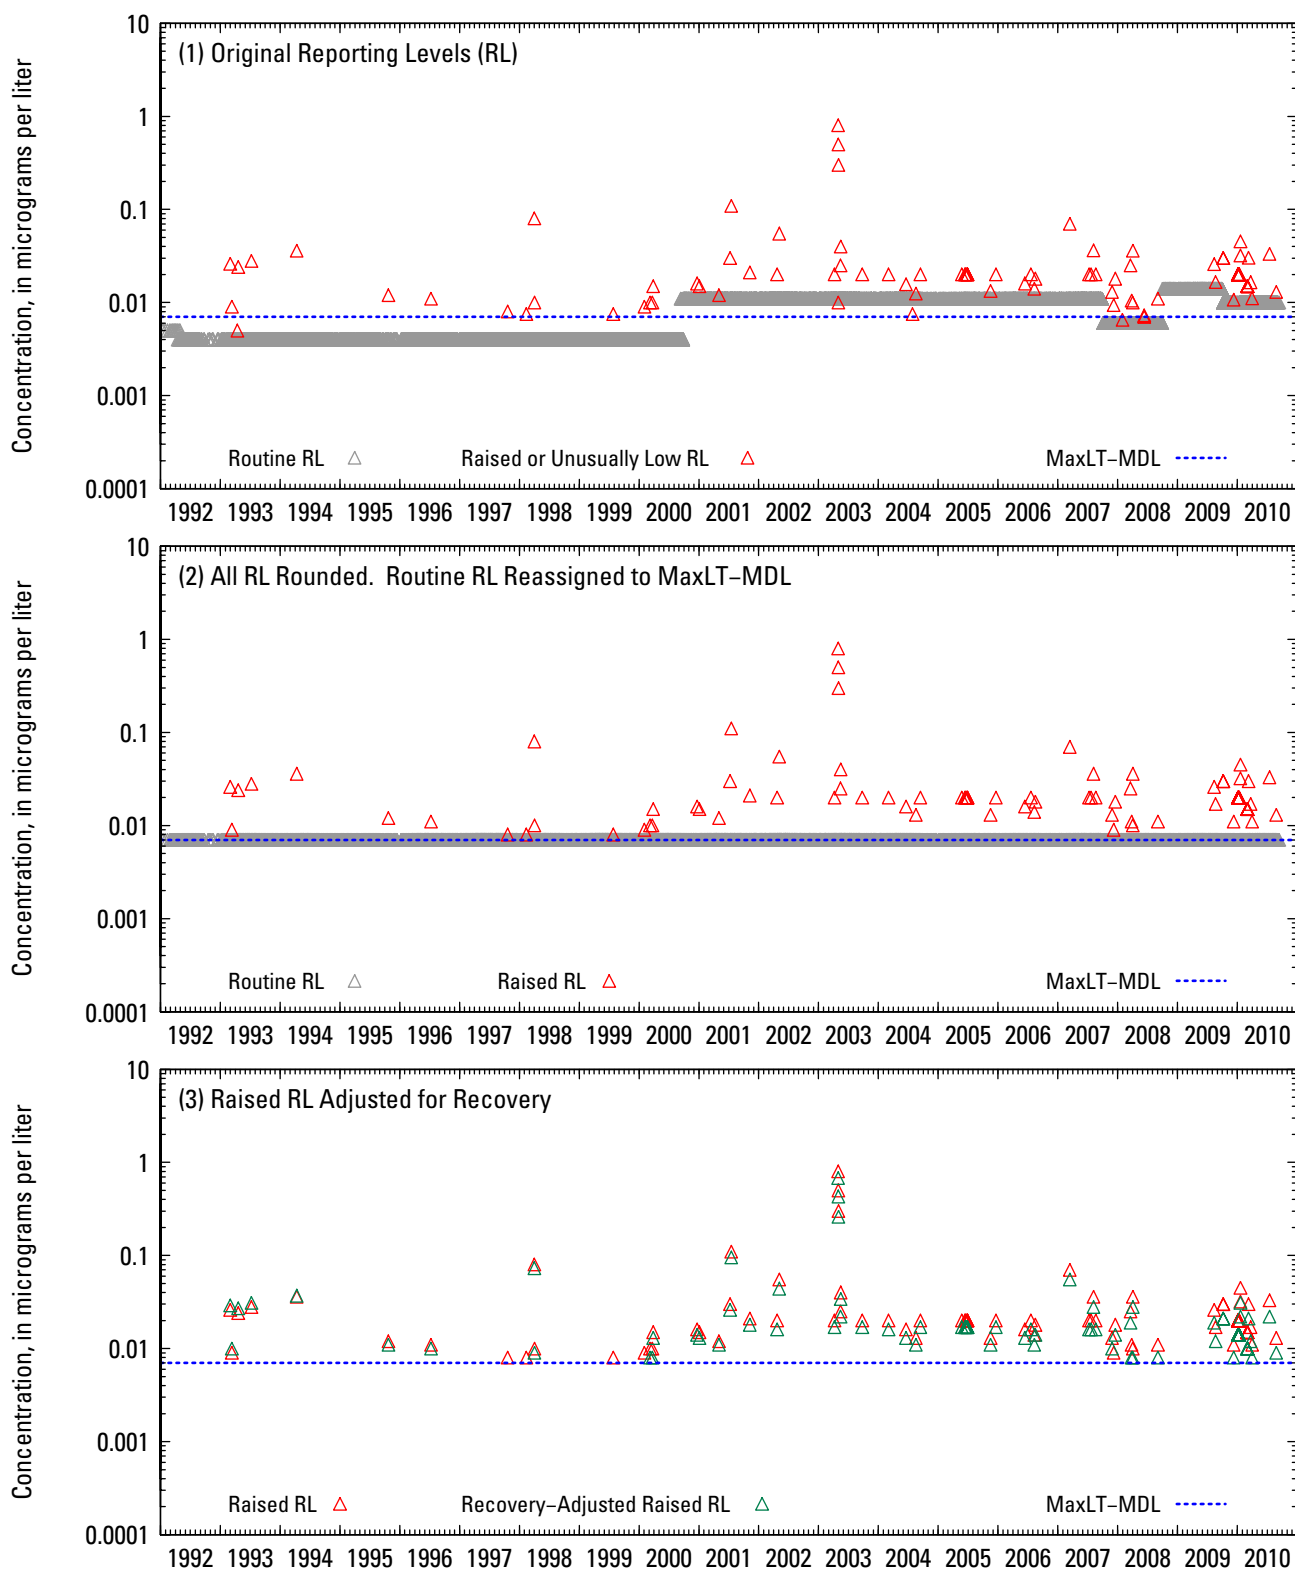 10
(1) Original Reporting Levels (RL)
1
0.1
0.01
0.001
0.0001
Concentration, in micrograms per liter
Routine RL
Raised or Unusually Low RL
MaxLT–MDL
1992 1993 1994 1995 1996 1997 1998 1999 2000 2001 2002 2003 2004 2005 2006 2007 2008 2009 2010
10
(2) All RL Rounded. Routine RL Reassigned to MaxLT–MDL
1
0.1
0.01
0.001
0.0001
Concentration, in micrograms per liter
Routine RL
Raised RL
MaxLT–MDL
1992 1993 1994 1995 1996 1997 1998 1999 2000 2001 2002 2003 2004 2005 2006 2007 2008 2009 2010
10
(3) Raised RL Adjusted for Recovery
1
0.1
0.01
0.001
0.0001
Concentration, in micrograms per liter
Raised RL
Recovery–Adjusted Raised RL
MaxLT–MDL
1992 1993 1994 1995 1996 1997 1998 1999 2000 2001 2002 2003 2004 2005 2006 2007 2008 2009 2010